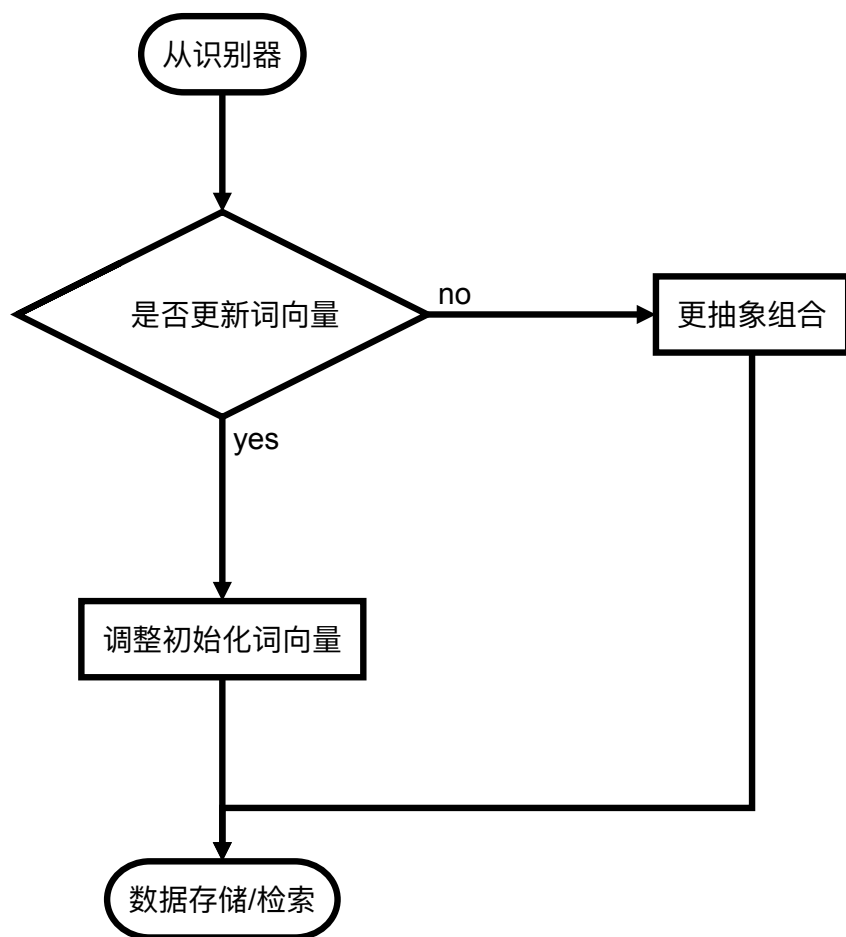 从识别器
是否更新词向量
no
更抽象组合
yes
调整初始化词向量
数据存储/检索